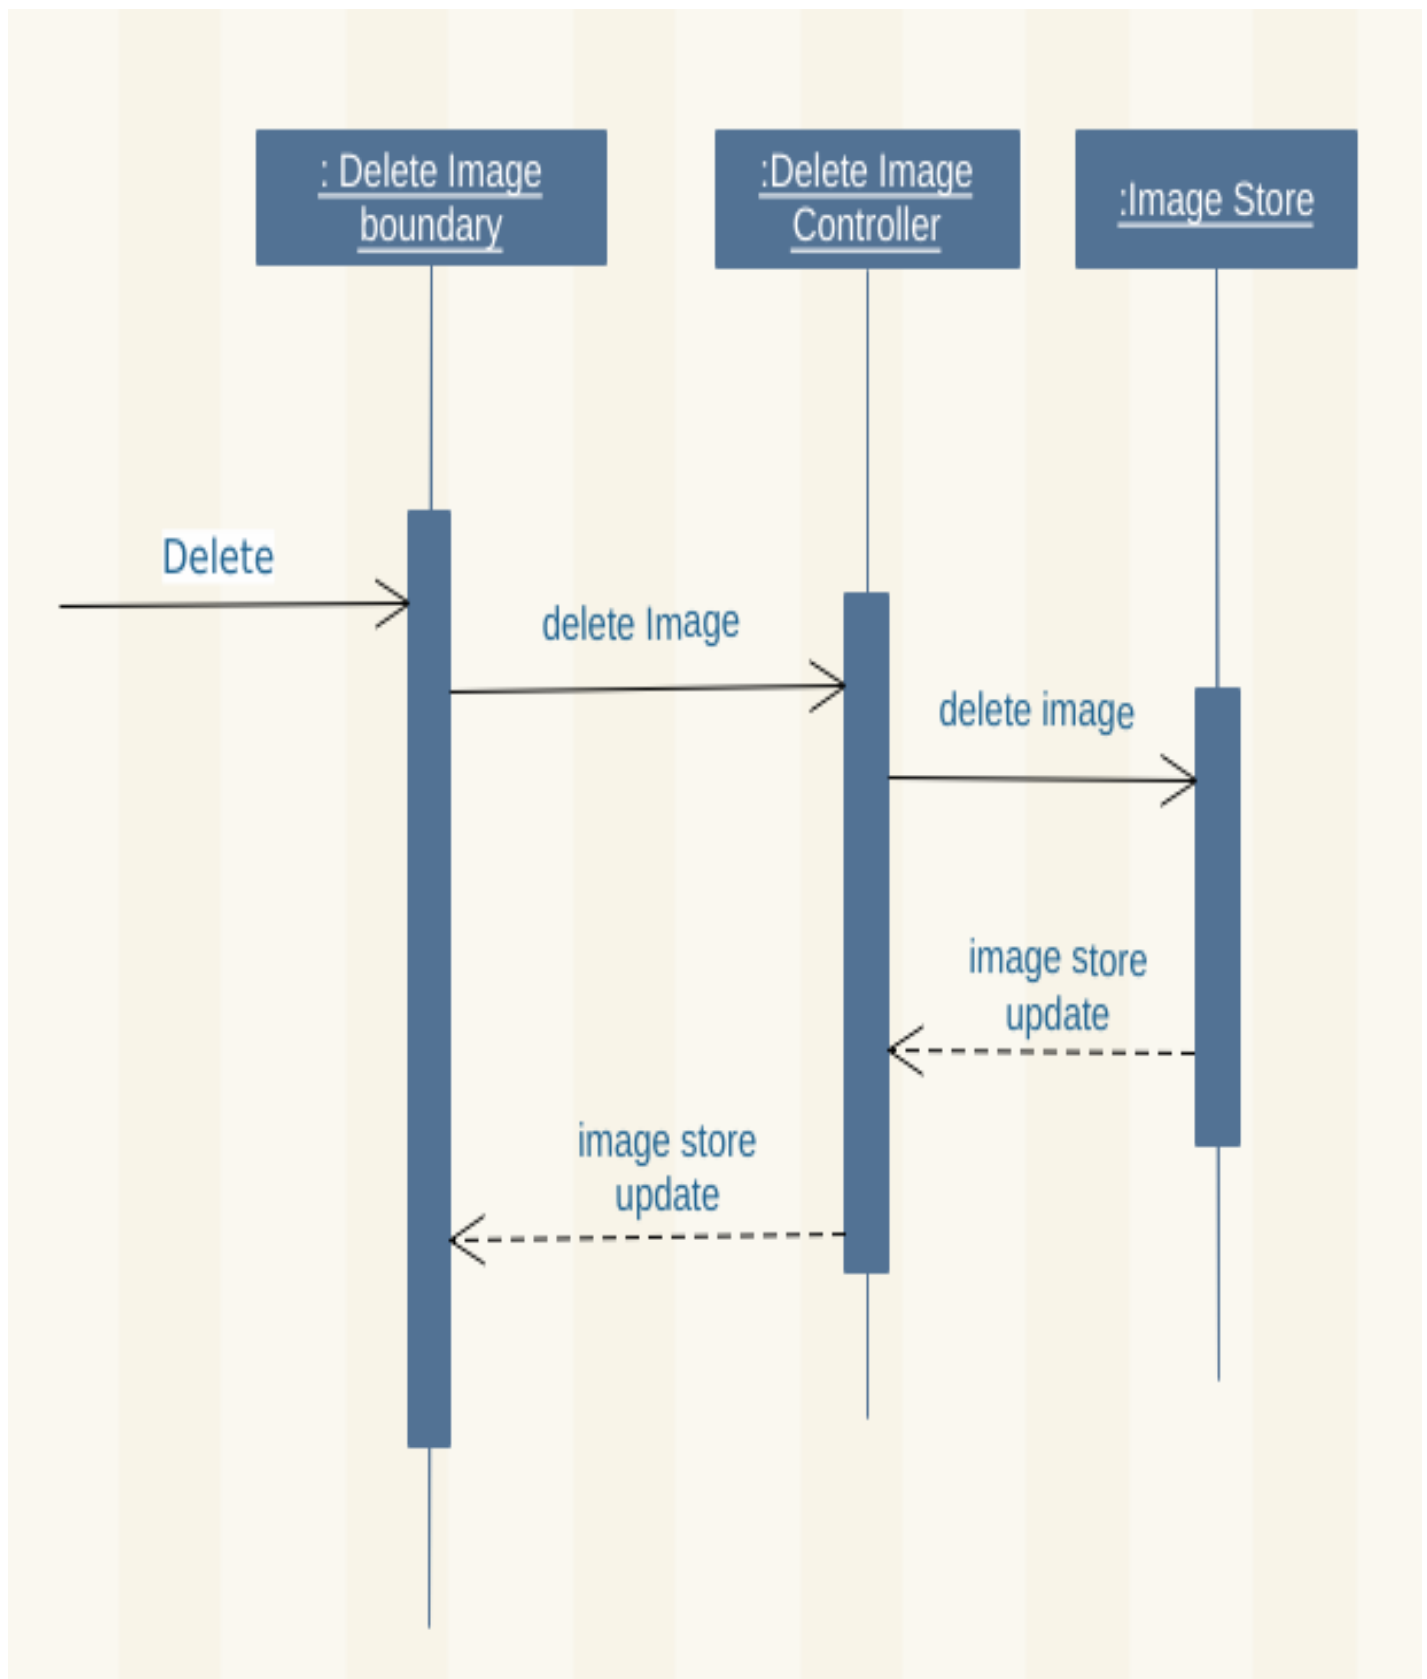 : Delete Image
boundary
:Delete Image
Controller
:Image Store
Delete
delete Image
delete image
image store
update
image store
update